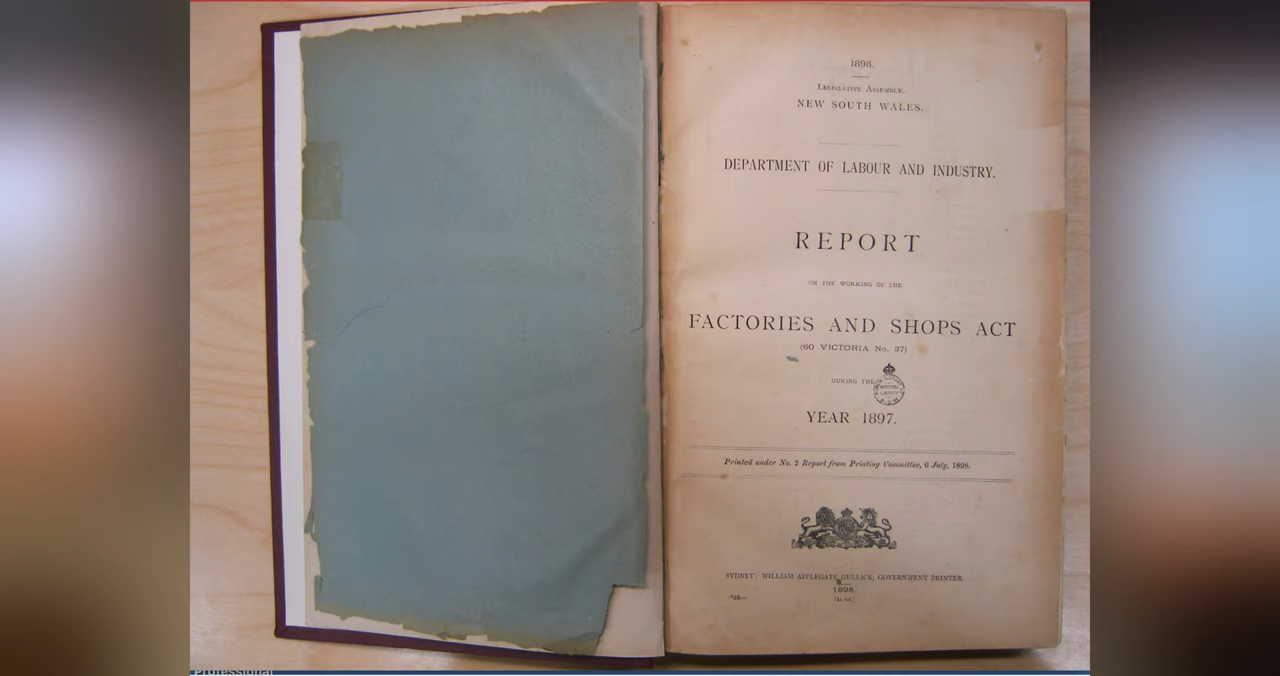 1898.
LEGISLATIVE ASSEMBLY.
NEW SOUTH WALES.
DEPARTMENT OF LABOUR AND INDUSTRY.
REPORT
ON THE WORKING OF THE
FACTORIES AND SHOPS ACT
(60 VICTORIA No. 37)
DURING THE
YEAR 1897.
Printed under No. 2 Report from Printing Committee, 6 July, 1898.
SYDNEY: WILLIAM APPLEGATE GULLICK, GOVERNMENT PRINTER.
1898.
Professional